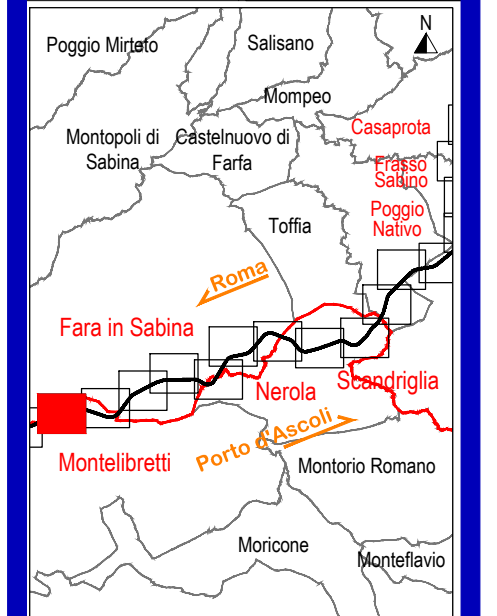 N
Poggio Mirteto
Salisano
Mompeo
Casaprota
Montopoli di
Sabina
Castelnuovo di
Farfa
Frasso
Sabino
Poggio
Nativo
Toffia
Roma
Fara in Sabina
Nerola
Scandriglia
Porto d'Ascoli
Montelibretti
Montorio Romano
Moricone
Monteflavio